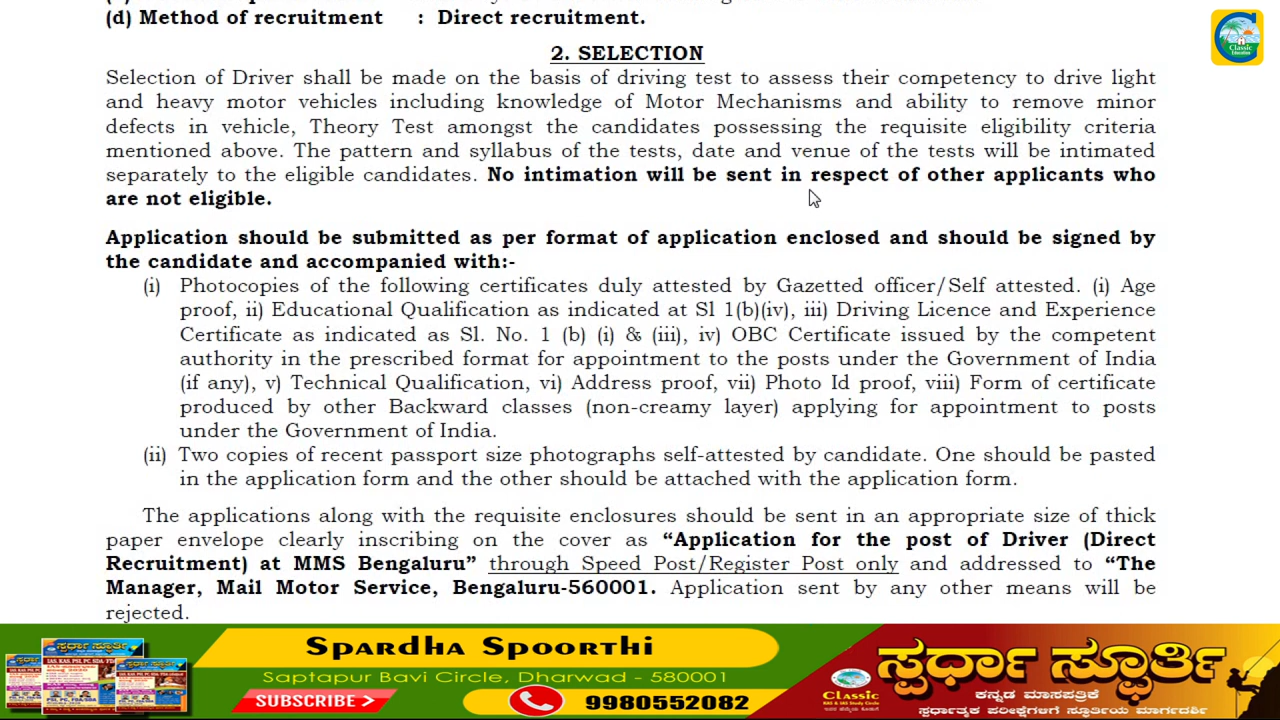 (d) Method of recruitment : Direct recruitment.
2. SELECTION
Selection of Driver shall be made on the basis of driving test to assess their competency to drive light
and heavy motor vehicles including knowledge of Motor Mechanisms and ability to remove minor
defects in vehicle, Theory Test amongst the candidates possessing the requisite eligibility criteria
mentioned above. The pattern and syllabus of the tests, date and venue of the tests will be intimated
separately to the eligible candidates. No intimation will be sent in respect of other applicants who
are not eligible.
Application should be submitted as per format of application enclosed and should be signed by
the candidate and accompanied with:-
(i) Photocopies of the following certificates duly attested by Gazetted officer/Self attested. (i) Age
proof, ii) Educational Qualification as indicated at Sl 1(b)(iv), iii) Driving Licence and Experience
Certificate as indicated as Sl. No. 1 (b) (i) & (iii), iv) OBC Certificate issued by the competent
authority in the prescribed format for appointment to the posts under the Government of India
(if any), v) Technical Qualification, vi) Address proof, vii) Photo Id proof, viii) Form of certificate
produced by other Backward classes (non-creamy layer) applying for appointment to posts
under the Government of India.
(ii) Two copies of recent passport size photographs self-attested by candidate. One should be pasted
in the application form and the other should be attached with the application form.
The applications along with the requisite enclosures should be sent in an appropriate size of thick
paper envelope clearly inscribing on the cover as “Application for the post of Driver (Direct
Recruitment) at MMS Bengaluru” through Speed Post/Register Post only and addressed to “The
Manager, Mail Motor Service, Bengaluru-560001. Application sent by any other means will be
rejected.
Classic
Education
Spardha Spoorthi
Saptapur Bavi Circle, Dharwad - 580001
SUBSCRIBE >
9980552082
ಸ್ಪರ್ಧಾ ಸ್ಫೂರ್ತಿ
Classic
KAS & IAS Study Circle
ಕನ್ನಡ ಮಾಸಪತ್ರಿಕೆ
ಸ್ಪರ್ಧಾತ್ಮಕ ಪರೀಕ್ಷೆಗಳಿಗೆ ಸ್ಫೂರ್ತಿಯ ಮಾರ್ಗದರ್ಶಿ